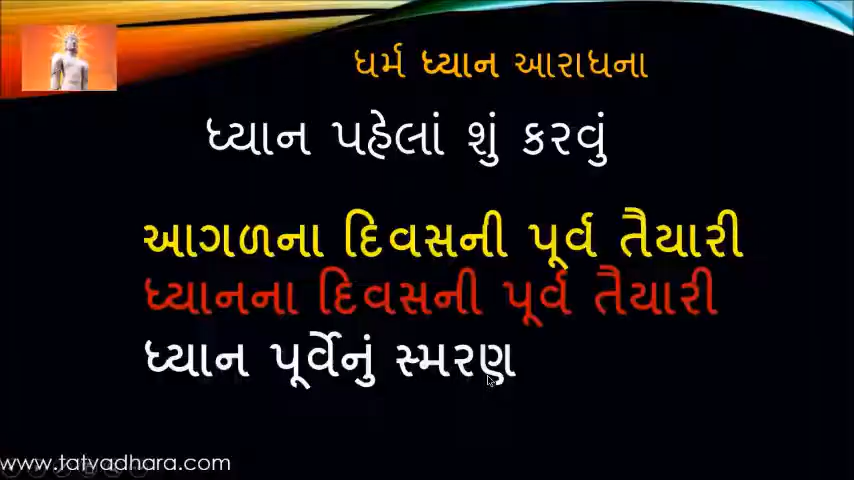 ધર્મ ધ્યાન આરાધના
ધ્યાન પહેલાં શું કરવું
આગળના દિવસની પૂર્વ તૈયારી
ધ્યાનના દિવસની પૂર્વ તૈયારી
ધ્યાન પૂર્વેનું સ્મરણ
www.tatvadhara.com